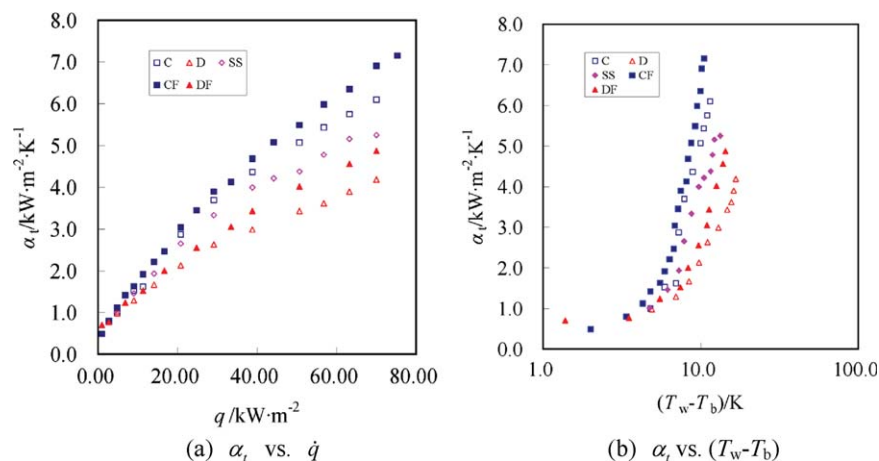 8.0
7.0
6.0
5.0
4.0
3.0
2.0
1.0
0.0
α_t/kW·m⁻²·K⁻¹
C D SS
CF DF
0.00 20.00 40.00 60.00 80.00
q /kW·m⁻²
(a) α_t vs. q̇
8.0
7.0
6.0
5.0
4.0
3.0
2.0
1.0
0.0
α_t/kW·m⁻²·K⁻¹
C D
SS CF
DF
1.0 10.0 100.0
(T_w-T_b)/K
(b) α_t vs. (T_w-T_b)